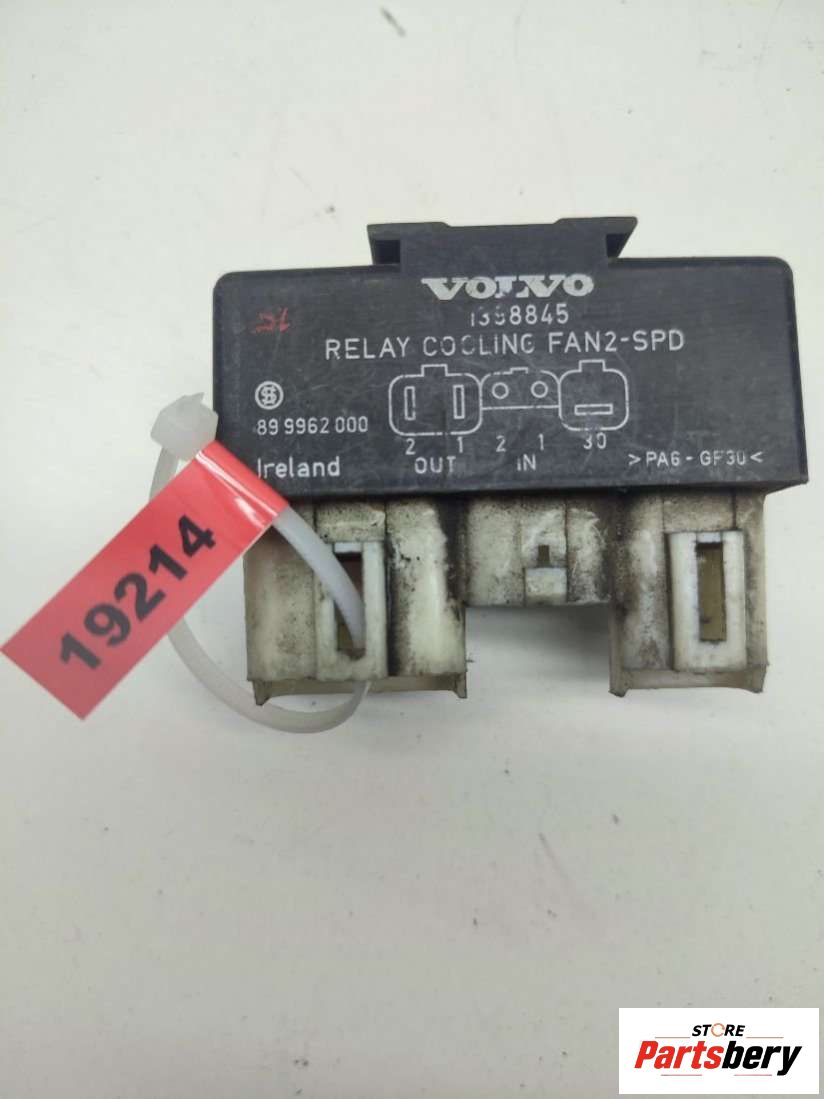 VOLVO
1398845
RELAY COOLING FAN2-SPD
S
89 9962 000
2 1 2 1 30
OUT IN
Ireland
>PA6-GF30<
19214
STORE
Partsbery